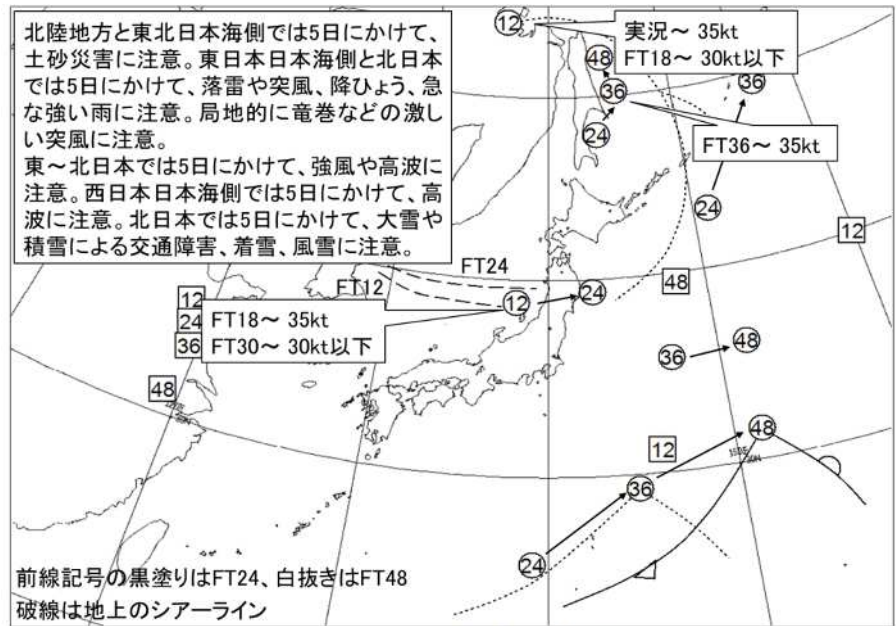 北陸地方と東北日本海側では5日にかけて、
土砂災害に注意。東日本日本海側と北日本
では5日にかけて、落雷や突風、降ひょう、急
な強い雨に注意。局地的に竜巻などの激し
い突風に注意。
東～北日本では5日にかけて、強風や高波に
注意。西日本日本海側では5日にかけて、高
波に注意。北日本では5日にかけて、大雪や
積雪による交通障害、着雪、風雪に注意。
12
実況～ 35kt
FT18～ 30kt以下
48
36
36
24
FT36～ 35kt
24
12
48
FT24
FT12
12
24
12
24
36
FT18～ 35kt
FT30～ 30kt以下
48
36
48
48
12
150E
30N
36
24
前線記号の黒塗りはFT24、白抜きはFT48
破線は地上のシアーライン